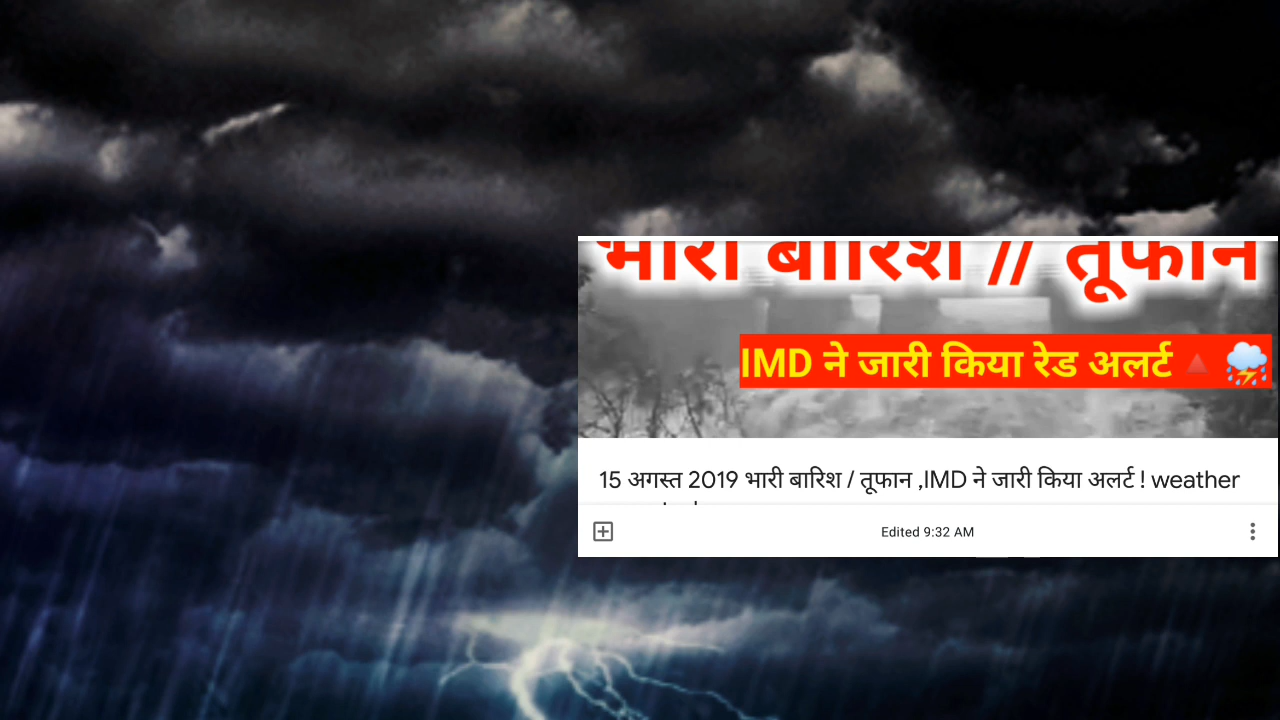 भारी बारिश // तूफान
IMD ने जारी किया रेड अलर्ट
15 अगस्त 2019 भारी बारिश / तूफान ,IMD ने जारी किया अलर्ट ! weather
Edited 9:32 AM